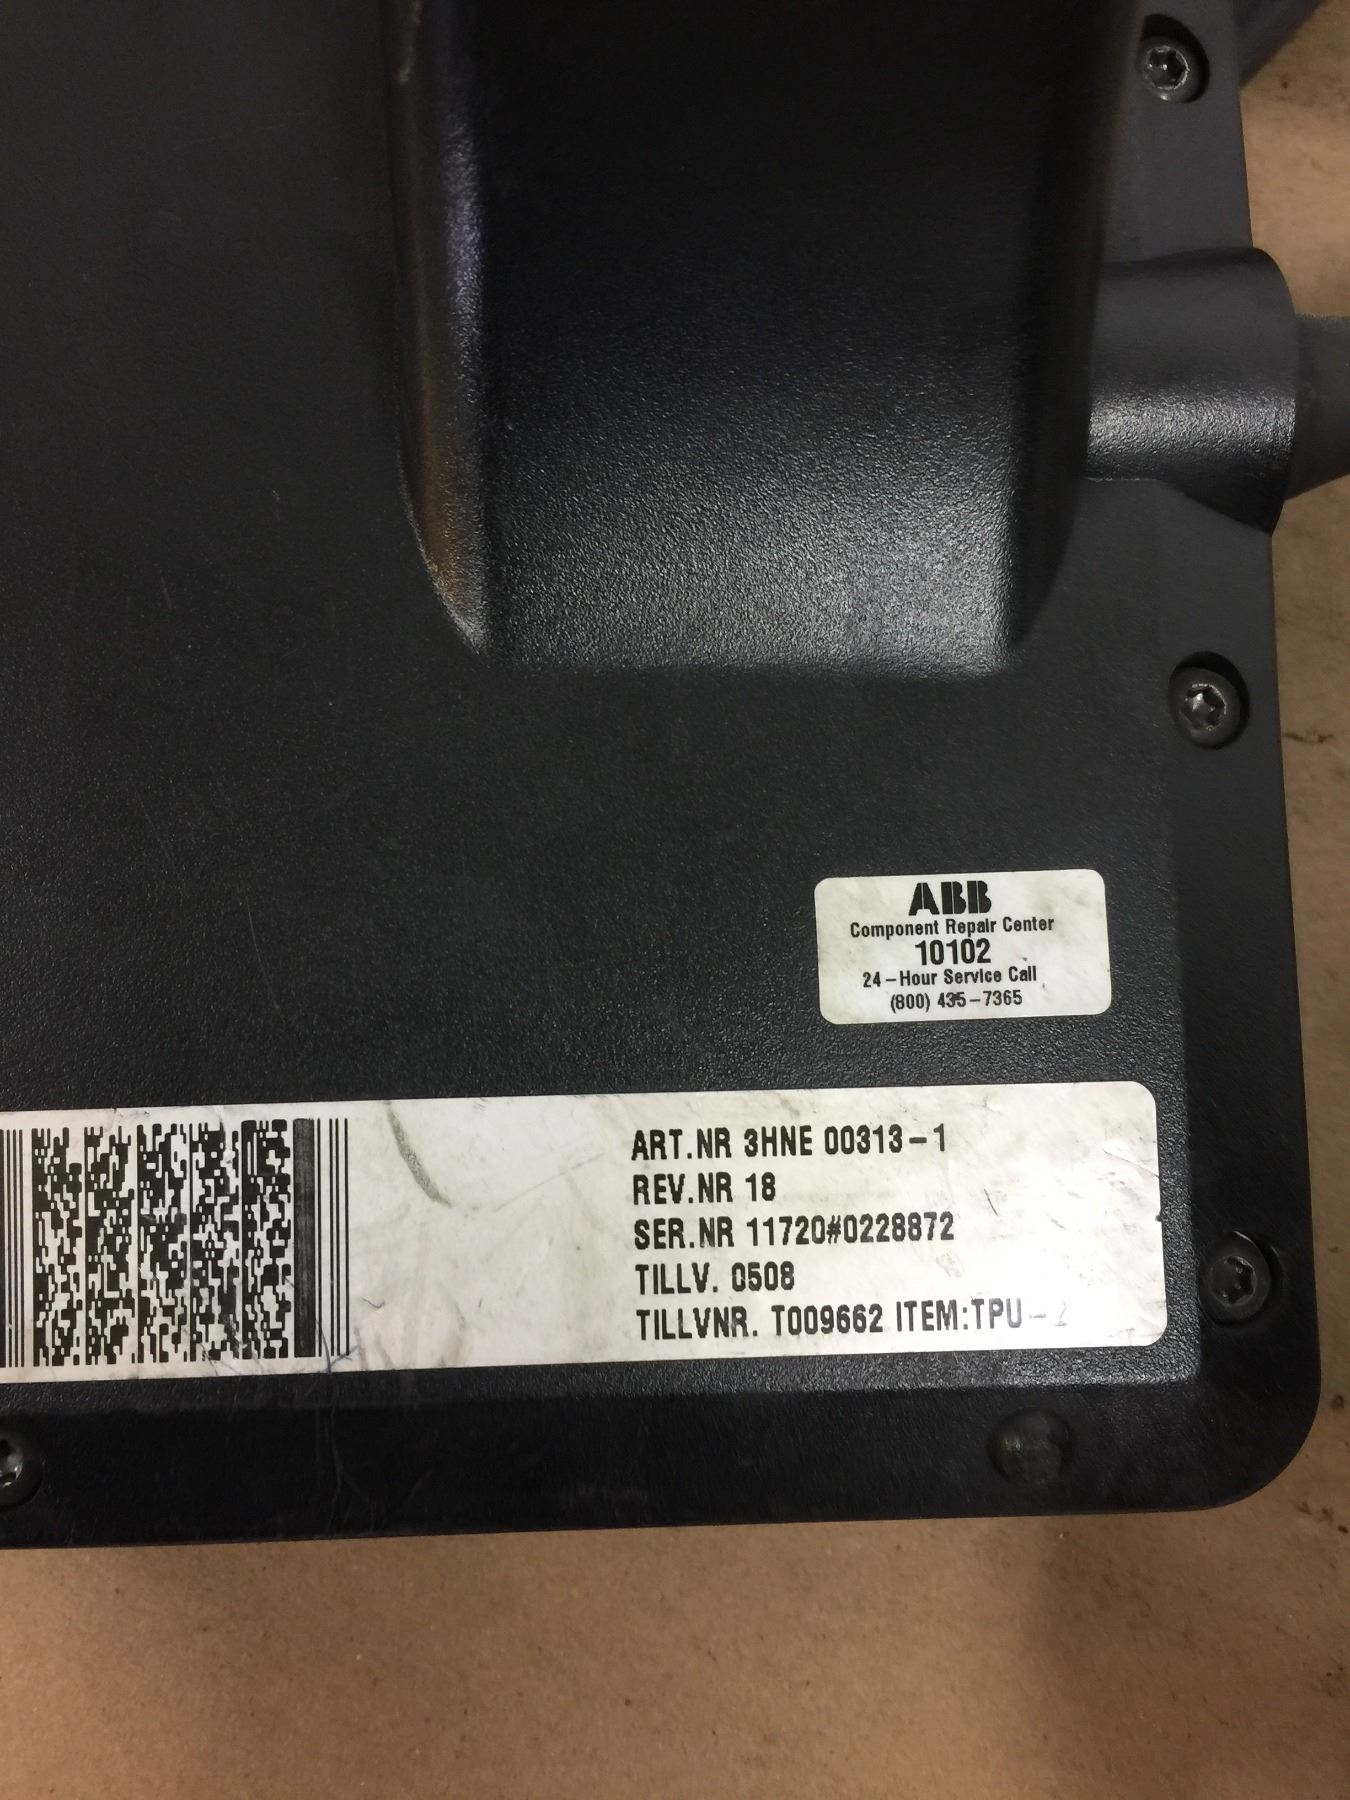 ABB
Component Repair Center
10102
24-Hour Service Call
(800) 435-7365
ART.NR 3HNE 00313-1
REV.NR 18
SER.NR 11720#0228872
TILLV. 0508
TILLVNR. T009662 ITEM:TPU-2